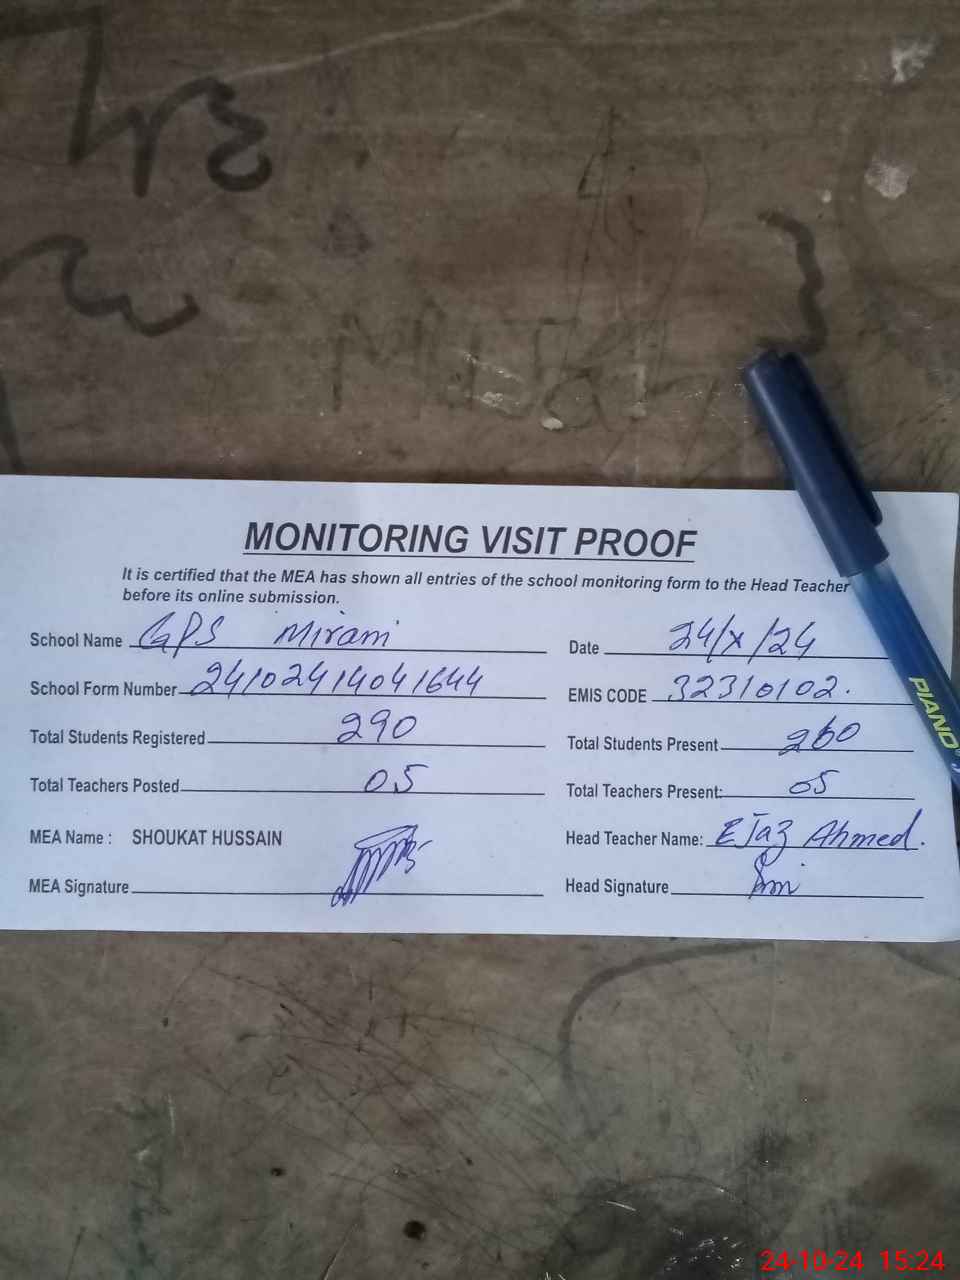 MONITORING VISIT PROOF
It is certified that the MEA has shown all entries of the school monitoring form to the Head Teacher
before its online submission.
School Name GPS Mirani Date 24/X/24
School Form Number 24102414041644 EMIS CODE 32310102.
Total Students Registered 290 Total Students Present 260
Total Teachers Posted 05 Total Teachers Present: 05
MEA Name : SHOUKAT HUSSAIN Head Teacher Name: Ejaz Ahmed.
MEA Signature Head Signature
PIANO
24-10-24 15:24